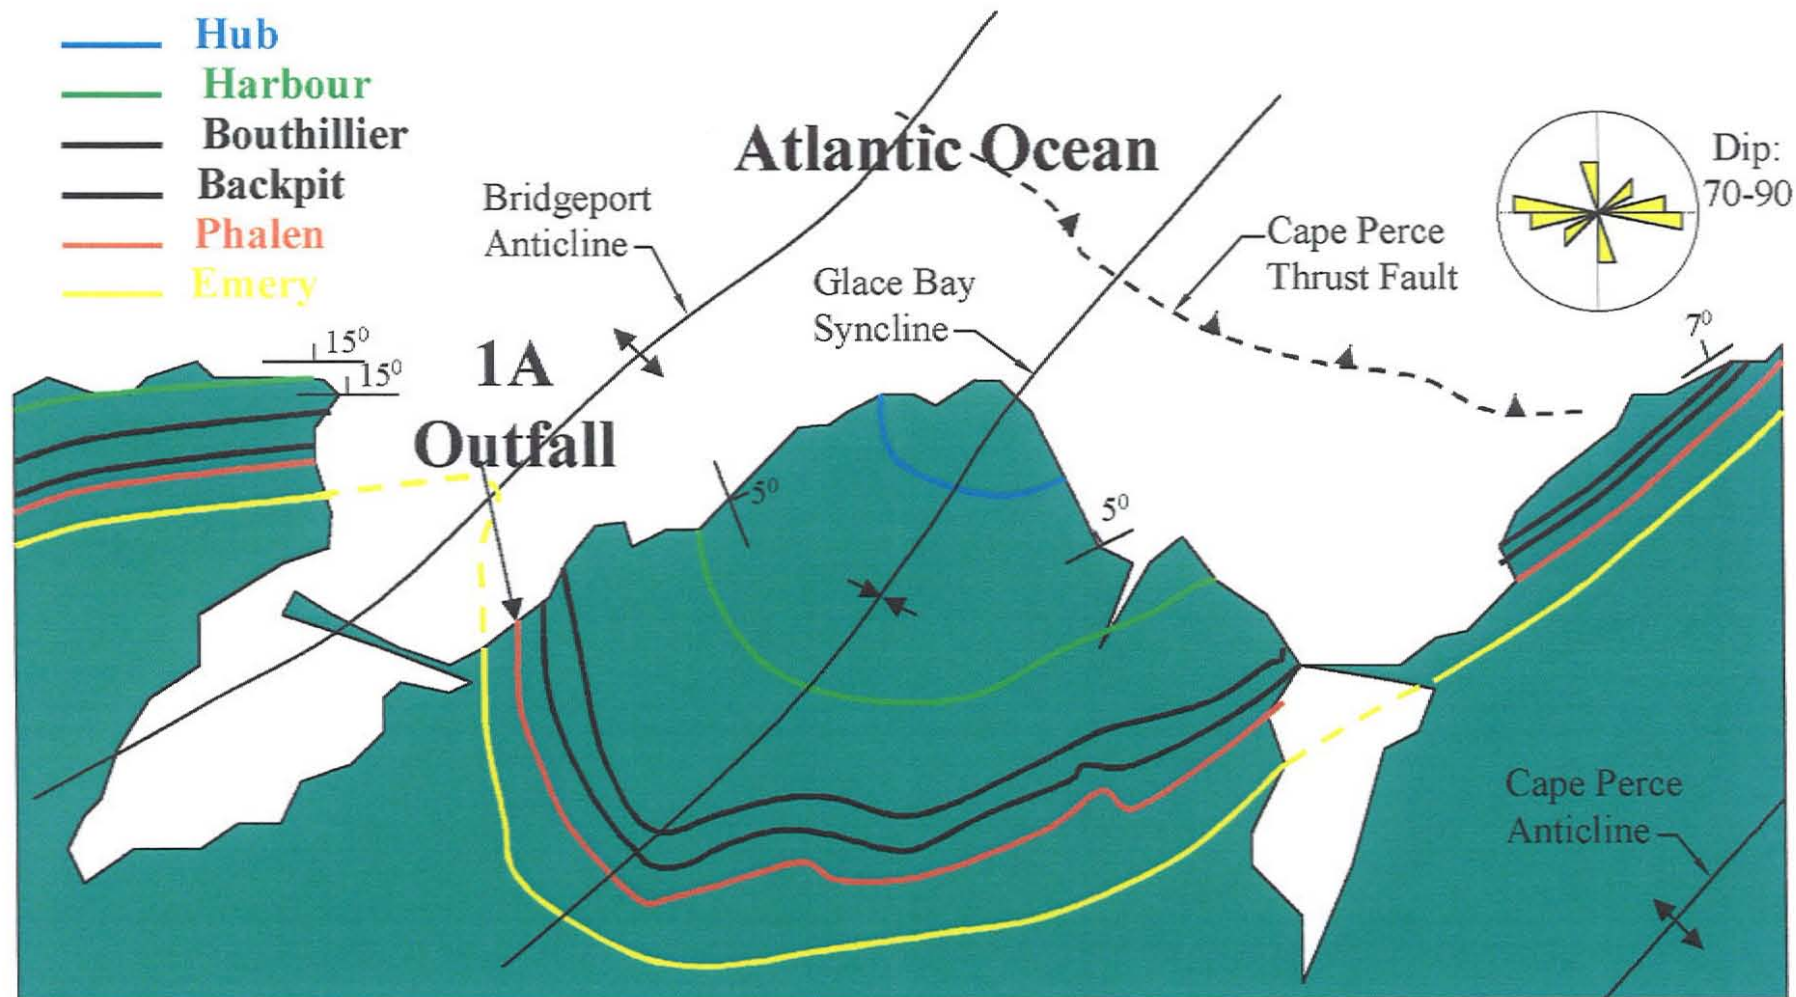 Hub
Harbour
Bouthillier
Backpit
Phalen
Emery
Atlantic Ocean
Bridgeport
Anticline
Glace Bay
Syncline
Cape Perce
Thrust Fault
Dip:
70-90
1A
Outfall
15⁰
15⁰
5⁰
5⁰
7⁰
Cape Perce
Anticline